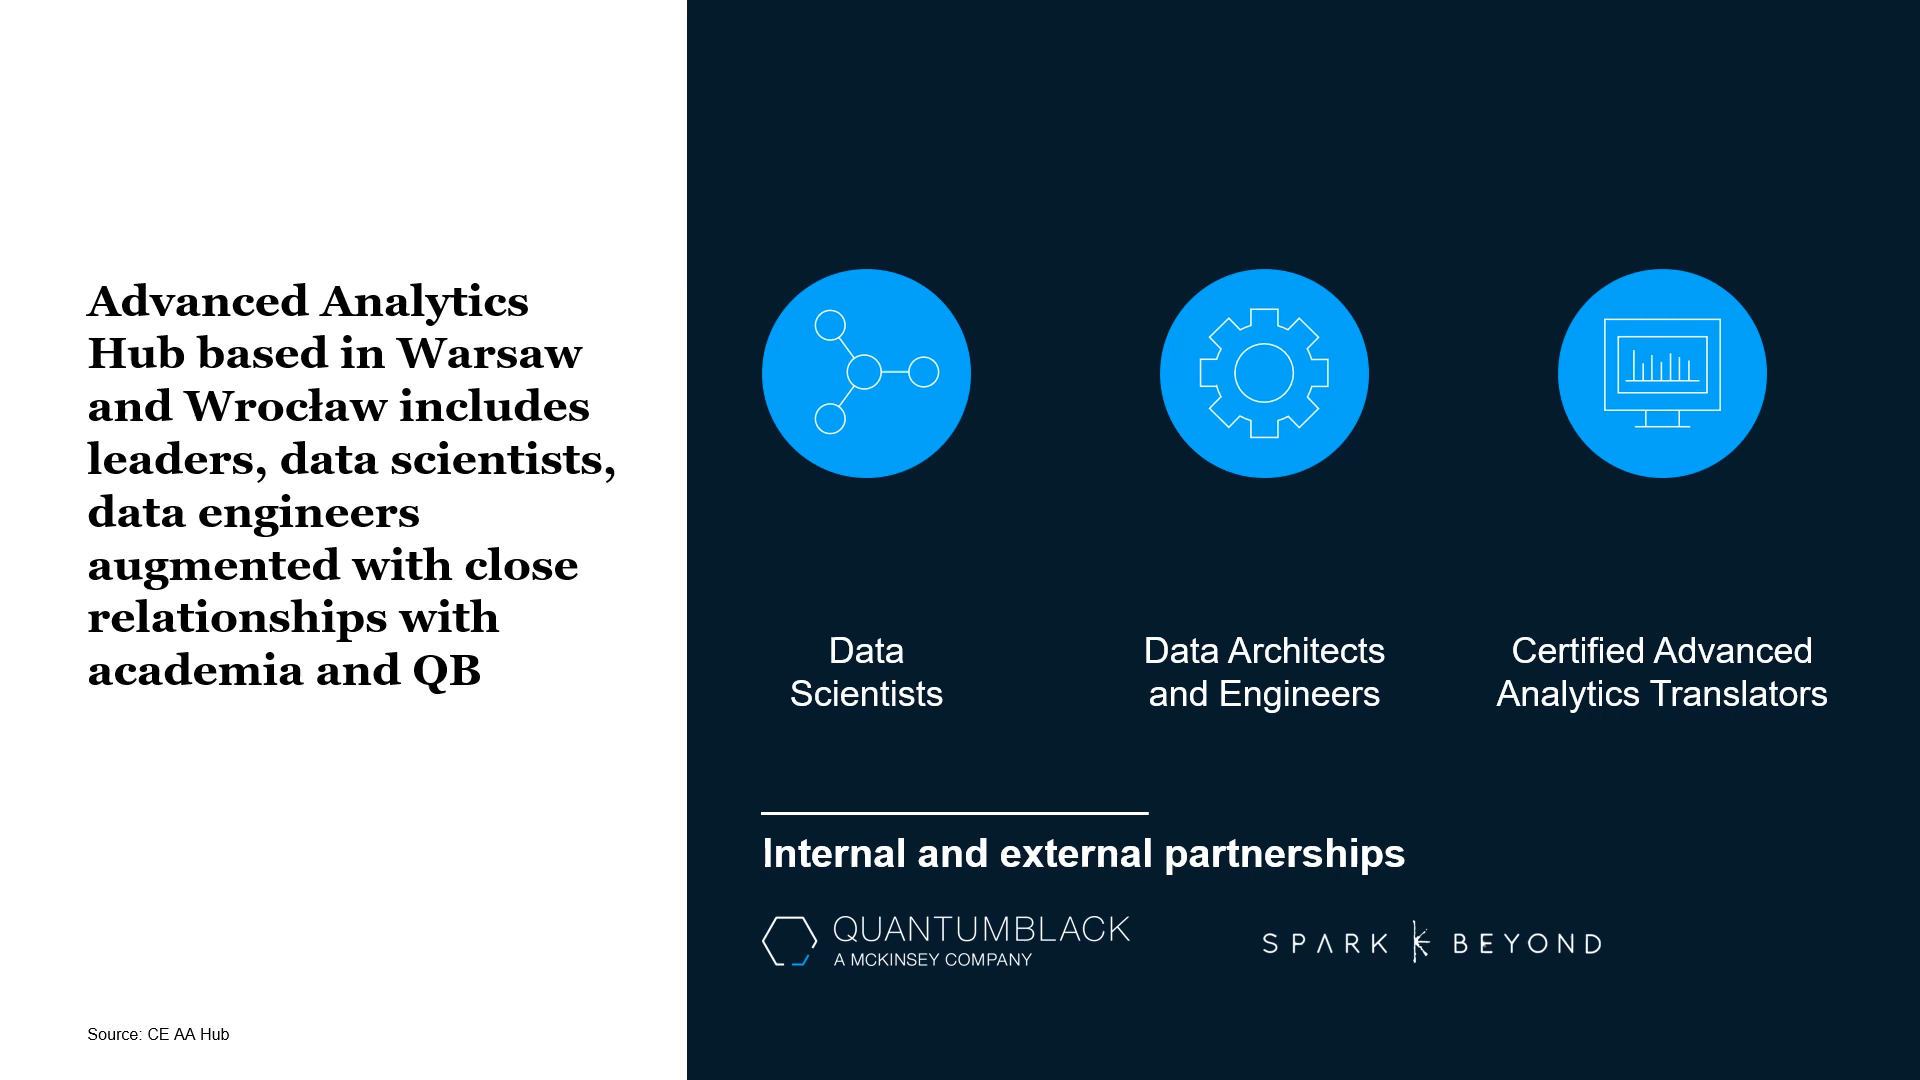 Advanced Analytics
Hub based in Warsaw
and Wrocław includes
leaders, data scientists,
data engineers
augmented with close
relationships with
academia and QB
Source: CE AA Hub
Data
Scientists
Data Architects
and Engineers
Certified Advanced
Analytics Translators
Internal and external partnerships
QUANTUMBLACK
A MCKINSEY COMPANY
SPARK BEYOND